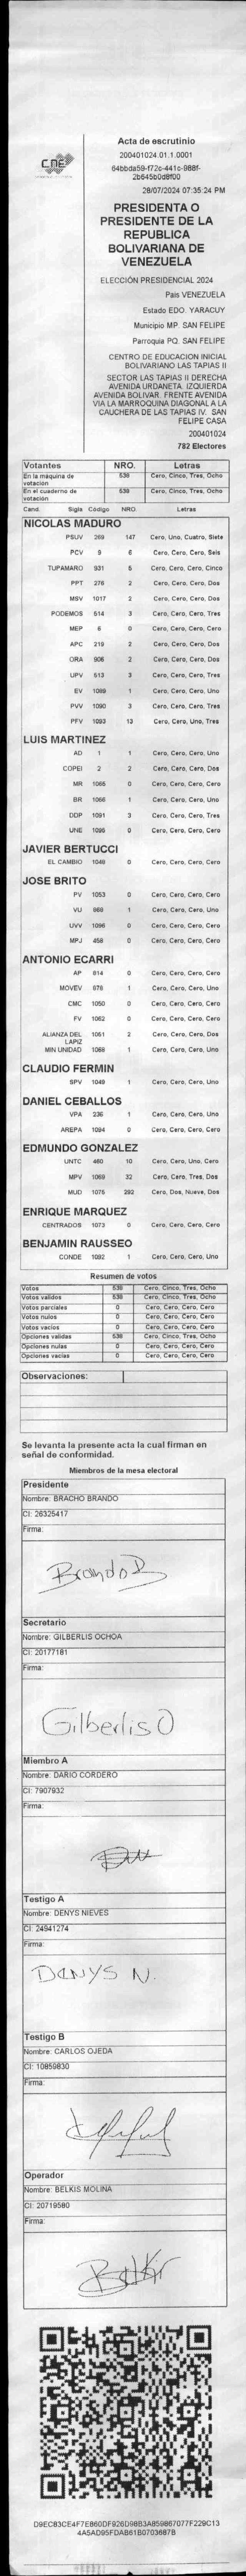 CNE
Acta de escrutinio
200401024.01.1.0001
64bbda59-f72c-441c-988f-
2b645b0d8f00
28/07/2024 07:35:24 PM
PRESIDENTA O
PRESIDENTE DE LA
REPUBLICA
BOLIVARIANA DE
VENEZUELA
ELECCIÓN PRESIDENCIAL 2024
Pais VENEZUELA
Estado EDO. YARACUY
Municipio MP. SAN FELIPE
Parroquia PQ. SAN FELIPE
CENTRO DE EDUCACION INICIAL
BOLIVARIANO LAS TAPIAS II
SECTOR LAS TAPIAS II DERECHA
AVENIDA URDANETA. IZQUIERDA
AVENIDA BOLIVAR. FRENTE AVENIDA
VIA LA MARROQUINA DIAGONAL A LA
CAUCHERA DE LAS TAPIAS IV. SAN
FELIPE CASA
200401024
782 Electores
Votantes NRO. Letras
En la máquina de votación 538 Cero, Cinco, Tres, Ocho
En el cuaderno de votación 538 Cero, Cinco, Tres, Ocho
Cand. Sigla Codigo NRO. Letras
NICOLAS MADURO
PSUV 269 147 Cero, Uno, Cuatro, Siete
PCV 9 6 Cero, Cero, Cero, Seis
TUPAMARO 931 5 Cero, Cero, Cero, Cinco
PPT 276 2 Cero, Cero, Cero, Dos
MSV 1017 2 Cero, Cero, Cero, Dos
PODEMOS 514 3 Cero, Cero, Cero, Tres
MEP 6 0 Cero, Cero, Cero, Cero
APC 219 2 Cero, Cero, Cero, Dos
ORA 906 2 Cero, Cero, Cero, Dos
UPV 513 3 Cero, Cero, Cero, Tres
EV 1089 1 Cero, Cero, Cero, Uno
PVV 1090 3 Cero, Cero, Cero, Tres
PFV 1093 13 Cero, Cero, Uno, Tres
LUIS MARTINEZ
AD 1 1 Cero, Cero, Cero, Uno
COPEI 2 2 Cero, Cero, Cero, Dos
MR 1065 0 Cero, Cero, Cero, Cero
BR 1066 1 Cero, Cero, Cero, Uno
DDP 1091 3 Cero, Cero, Cero, Tres
UNE 1095 0 Cero, Cero, Cero, Cero
JAVIER BERTUCCI
EL CAMBIO 1048 0 Cero, Cero, Cero, Cero
JOSE BRITO
PV 1053 0 Cero, Cero, Cero, Cero
VU 868 1 Cero, Cero, Cero, Uno
UVV 1096 0 Cero, Cero, Cero, Cero
MPJ 458 0 Cero, Cero, Cero, Cero
ANTONIO ECARRI
AP 814 0 Cero, Cero, Cero, Cero
MOVEV 678 1 Cero, Cero, Cero, Uno
CMC 1050 0 Cero, Cero, Cero, Cero
FV 1052 0 Cero, Cero, Cero, Cero
ALIANZA DEL LAPIZ 1051 2 Cero, Cero, Cero, Dos
MIN UNIDAD 1068 1 Cero, Cero, Cero, Uno
CLAUDIO FERMIN
SPV 1049 1 Cero, Cero, Cero, Uno
DANIEL CEBALLOS
VPA 236 1 Cero, Cero, Cero, Uno
AREPA 1094 0 Cero, Cero, Cero, Cero
EDMUNDO GONZALEZ
UNTC 460 10 Cero, Cero, Uno, Cero
MPV 1069 32 Cero, Cero, Tres, Dos
MUD 1075 292 Cero, Dos, Nueve, Dos
ENRIQUE MARQUEZ
CENTRADOS 1073 0 Cero, Cero, Cero, Cero
BENJAMIN RAUSSEO
CONDE 1082 1 Cero, Cero, Cero, Uno
Resumen de votos
Votos 538 Cero, Cinco, Tres, Ocho
Votos validos 538 Cero, Cinco, Tres, Ocho
Votos parciales 0 Cero, Cero, Cero, Cero
Votos nulos 0 Cero, Cero, Cero, Cero
Votos vacios 0 Cero, Cero, Cero, Cero
Opciones validas 538 Cero, Cinco, Tres, Ocho
Opciones nulas 0 Cero, Cero, Cero, Cero
Opciones vacias 0 Cero, Cero, Cero, Cero
Observaciones:
Se levanta la presente acta la cual firman en
señal de conformidad.
Miembros de la mesa electoral
Presidente
Nombre: BRACHO BRANDO
CI: 26325417
Firma:
Brando B
Secretario
Nombre: GILBERLIS OCHOA
CI: 20177181
Firma:
Gilberlis O
Miembro A
Nombre: DARIO CORDERO
CI: 7907932
Firma:
Testigo A
Nombre: DENYS NIEVES
CI: 24941274
Firma:
DENYS N.
Testigo B
Nombre: CARLOS OJEDA
CI: 10859830
Firma:
Operador
Nombre: BELKIS MOLINA
CI: 20719580
Firma:
Belkis
D9EC83CE4F7E860DF926D98B3A859867077F229C13
4A5AD95FDAB61B0703687B